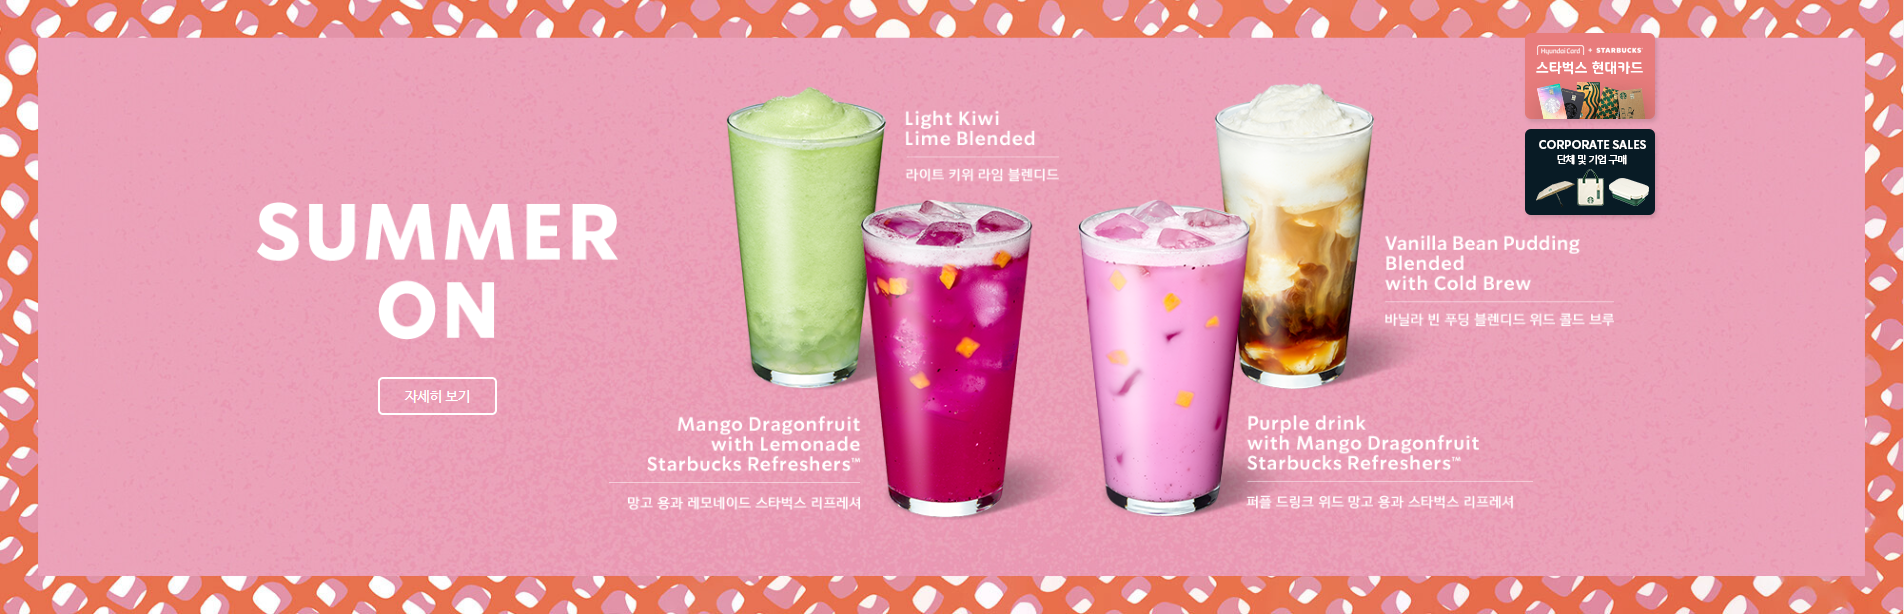 SUMMER
ON
자세히 보기
Light Kiwi
Lime Blended
라이트 키위 라임 블렌디드
Mango Dragonfruit
with Lemonade
Starbucks Refreshers™
망고 용과 레모네이드 스타벅스 리프레셔
Purple drink
with Mango Dragonfruit
Starbucks Refreshers™
퍼플 드링크 위드 망고 용과 스타벅스 리프레셔
Vanilla Bean Pudding
Blended
with Cold Brew
바닐라 빈 푸딩 블렌디드 위드 콜드 브루
Hyundai Card + STARBUCKS
스타벅스 현대카드
CORPORATE SALES
단체 및 기업 구매